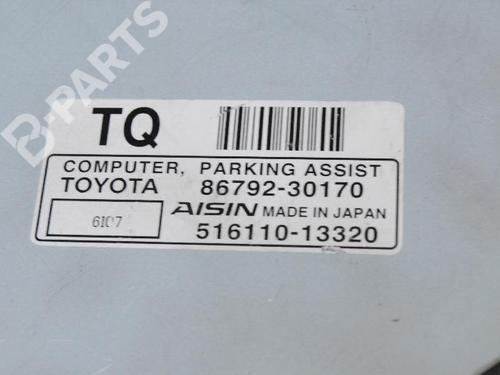 B-PARTS
TQ
COMPUTER, PARKING ASSIST
TOYOTA 86792-30170
6I07 AISIN MADE IN JAPAN
516110-13320